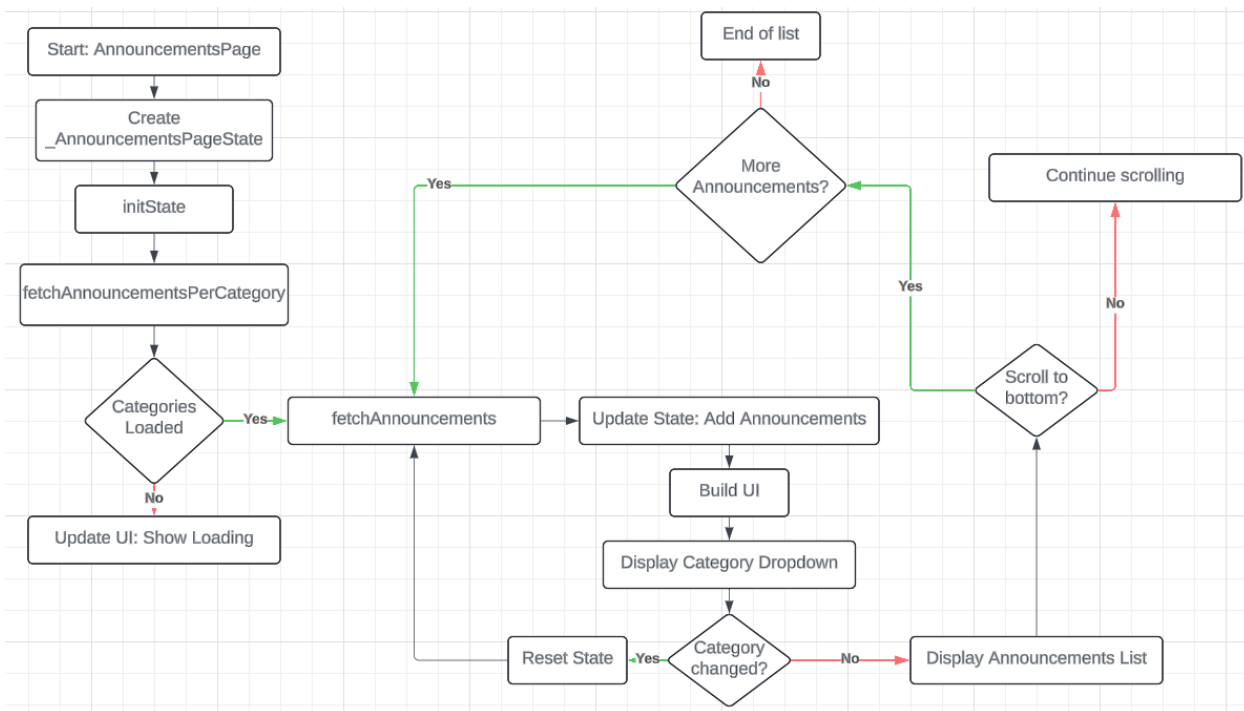 Start: AnnouncementsPage
Create
_AnnouncementsPageState
initState
fetchAnnouncementsPerCategory
Categories
Loaded
Yes
No
Update UI: Show Loading
fetchAnnouncements
Update State: Add Announcements
Build UI
Display Category Dropdown
Category
changed?
Yes
Reset State
No
Display Announcements List
Scroll to
bottom?
No
Continue scrolling
Yes
More
Announcements?
Yes
No
End of list